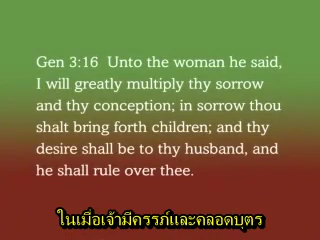 Gen 3:16  Unto the woman he said,
I will greatly multiply thy sorrow
and thy conception; in sorrow thou
shalt bring forth children; and thy
desire shall be to thy husband, and
he shall rule over thee.
ในเมื่อเจ้ามีครรภ์และคลอดบุตร